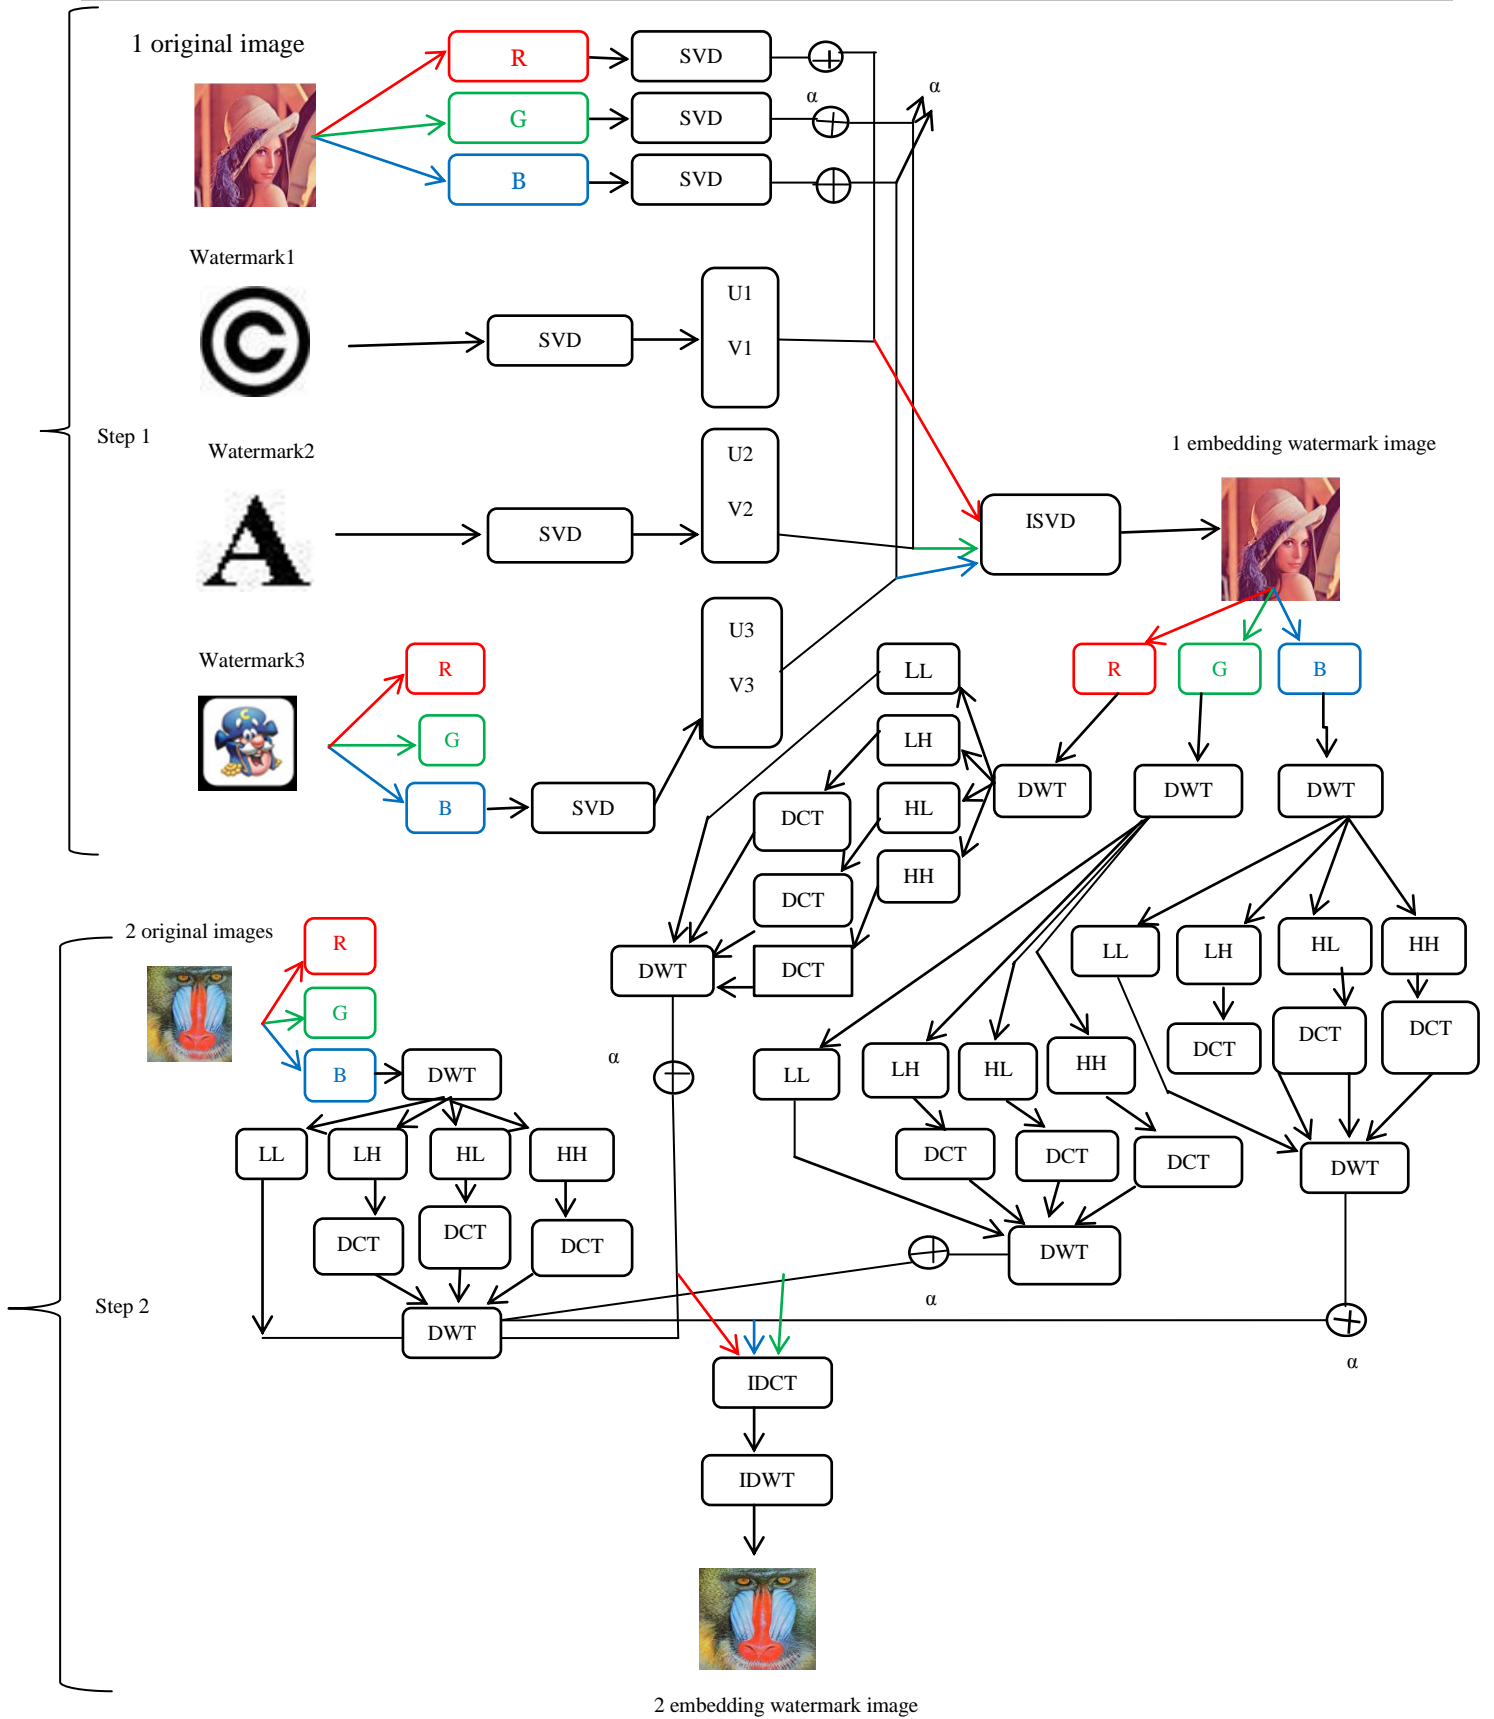 1 original image
R
SVD
G
SVD
B
SVD
α
α
Watermark1
SVD
U1
V1
Step 1
Watermark2
A
SVD
U2
V2
ISVD
1 embedding watermark image
Watermark3
C
R
G
B
SVD
U3
V3
R
G
B
DWT
DWT
DWT
LL
LH
HL
HH
DCT
DCT
DCT
DWT
α
LL
LH
HL
HH
DCT
DCT
DCT
DWT
α
LL
LH
HL
HH
DCT
DCT
DCT
DWT
α
2 original images
R
G
B
DWT
LL
LH
HL
HH
DCT
DCT
DCT
DWT
Step 2
IDCT
IDWT
2 embedding watermark image